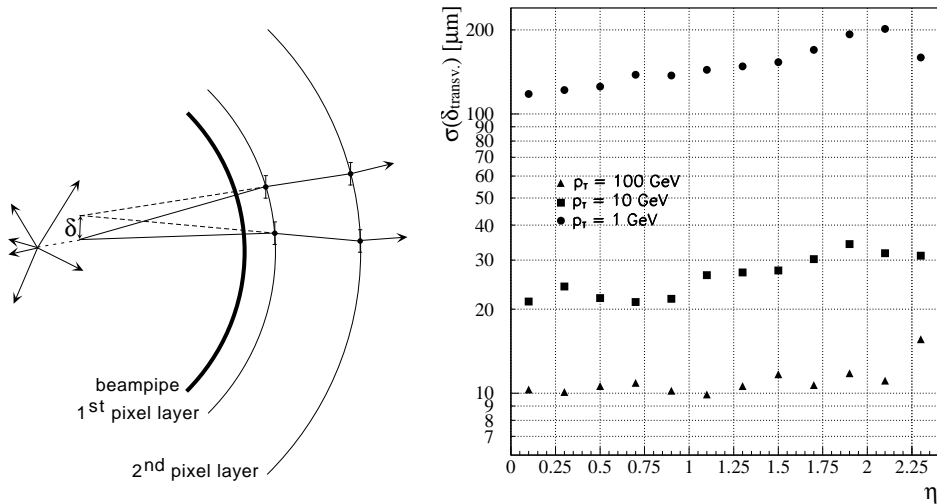 δ
beampipe
1st pixel layer
2nd pixel layer
σ(δtransv.) [μm]
200
100
90
80
70
60
50
40
30
20
10
9
8
7
pT = 100 GeV
pT = 10 GeV
pT = 1 GeV
0 0.25 0.5 0.75 1 1.25 1.5 1.75 2 2.25
η